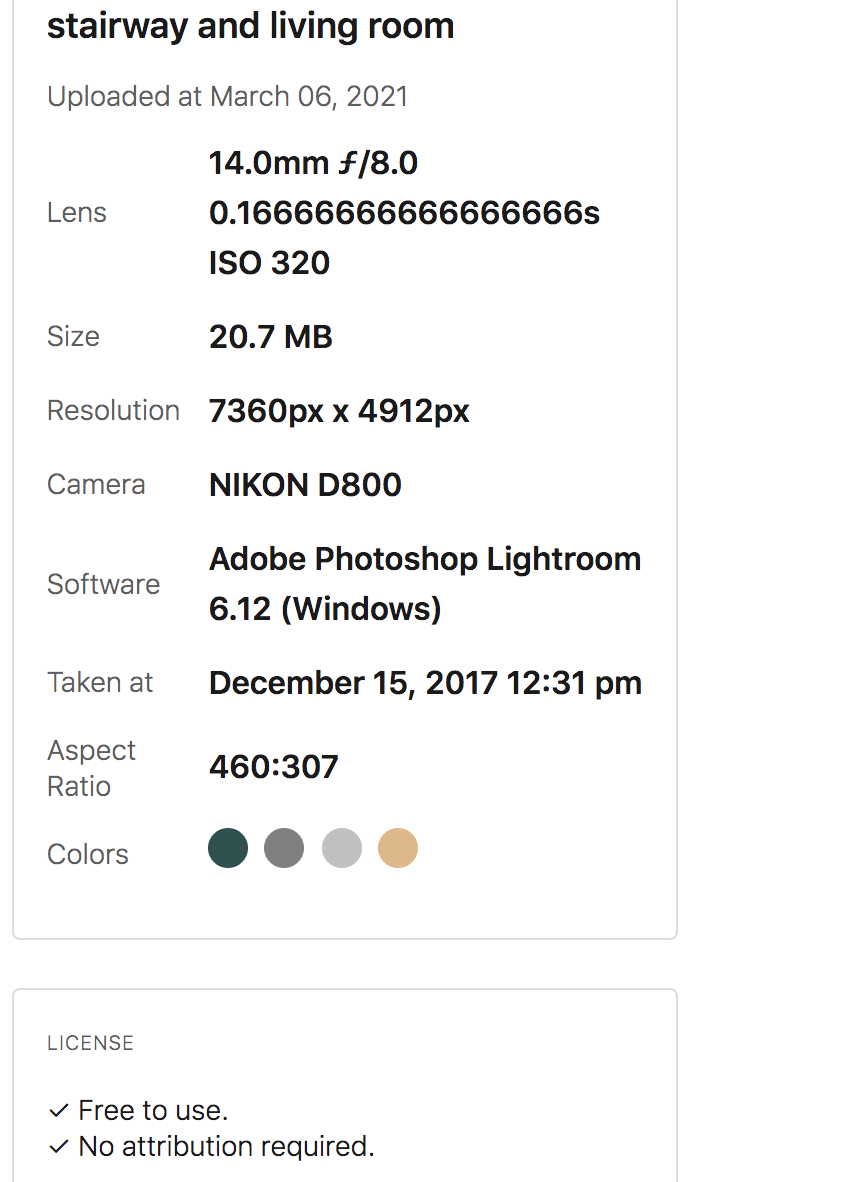 stairway and living room
Uploaded at March 06, 2021
Lens
14.0mm ƒ/8.0
0.16666666666666666s
ISO 320
Size 20.7 MB
Resolution 7360px x 4912px
Camera NIKON D800
Software
Adobe Photoshop Lightroom
6.12 (Windows)
Taken at December 15, 2017 12:31 pm
Aspect
Ratio
460:307
Colors
LICENSE
✓ Free to use.
✓ No attribution required.